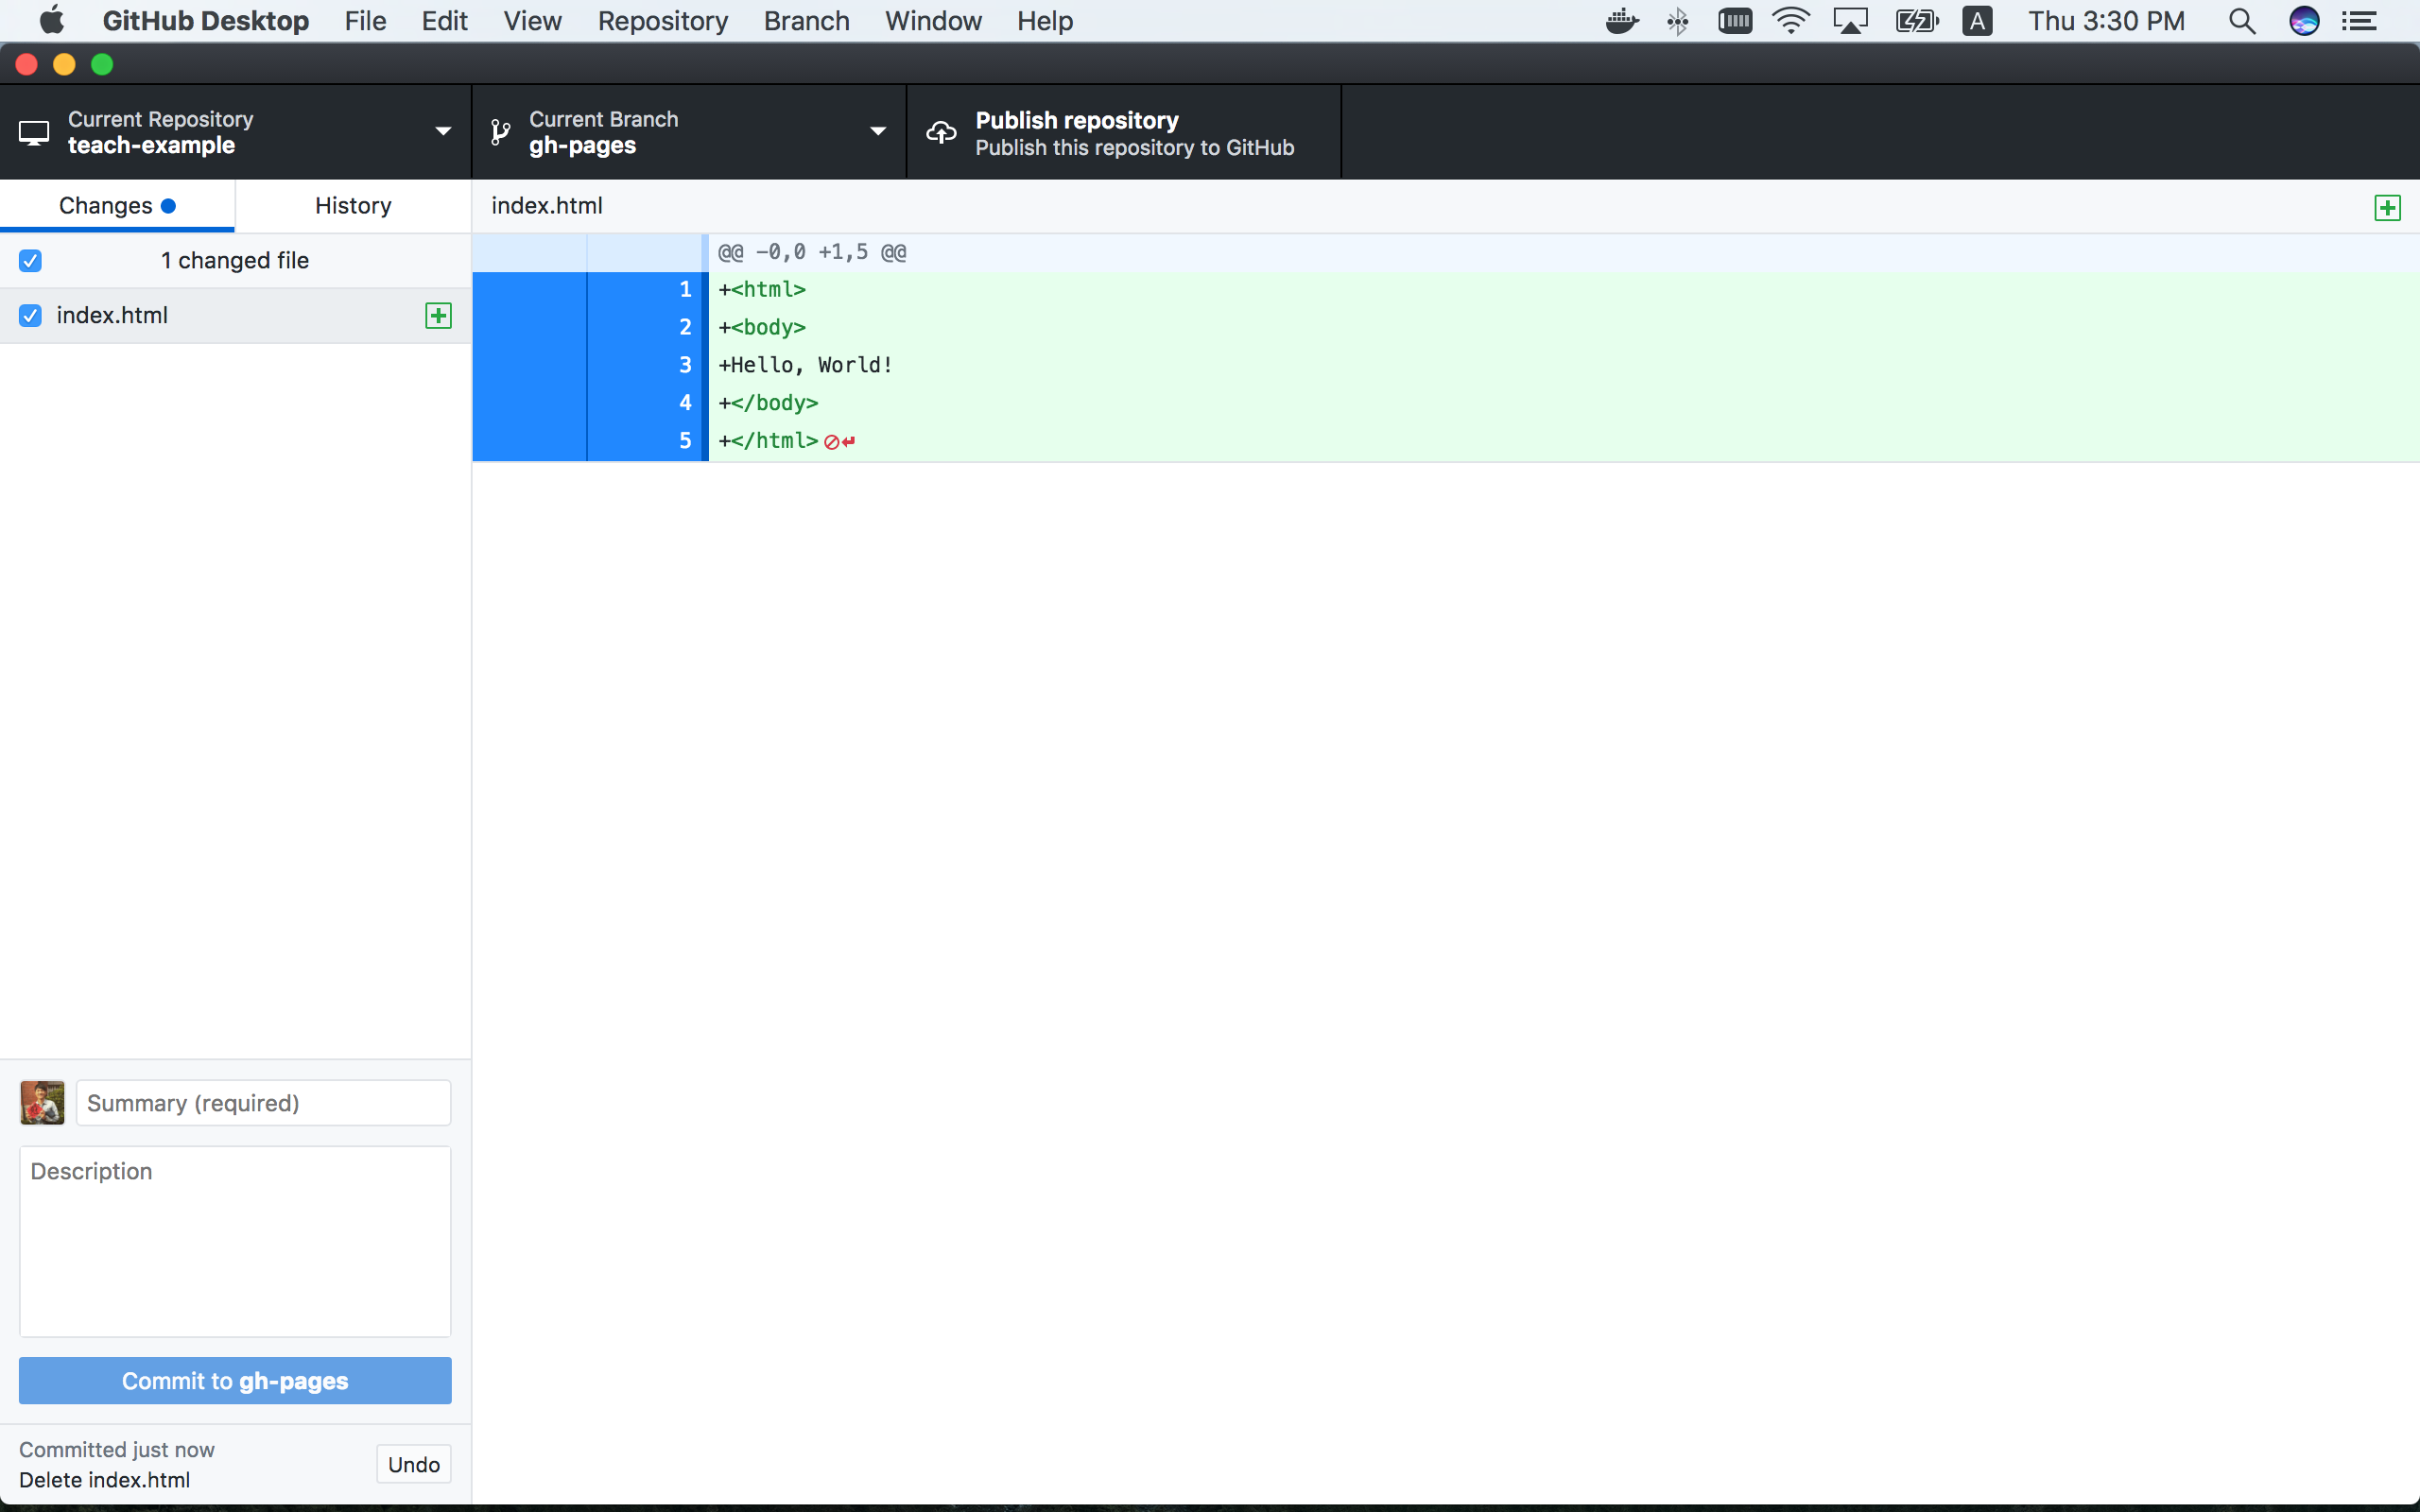 GitHub Desktop File Edit View Repository Branch Window Help A Thu 3:30 PM
Current Repository
teach-example
Current Branch
gh-pages
Publish repository
Publish this repository to GitHub
Changes History
index.html
1 changed file
index.html
@@ -0,0 +1,5 @@
1 +<html>
2 +<body>
3 +Hello, World!
4 +</body>
5 +</html>
Summary (required)
Description
Commit to gh-pages
Committed just now
Delete index.html
Undo